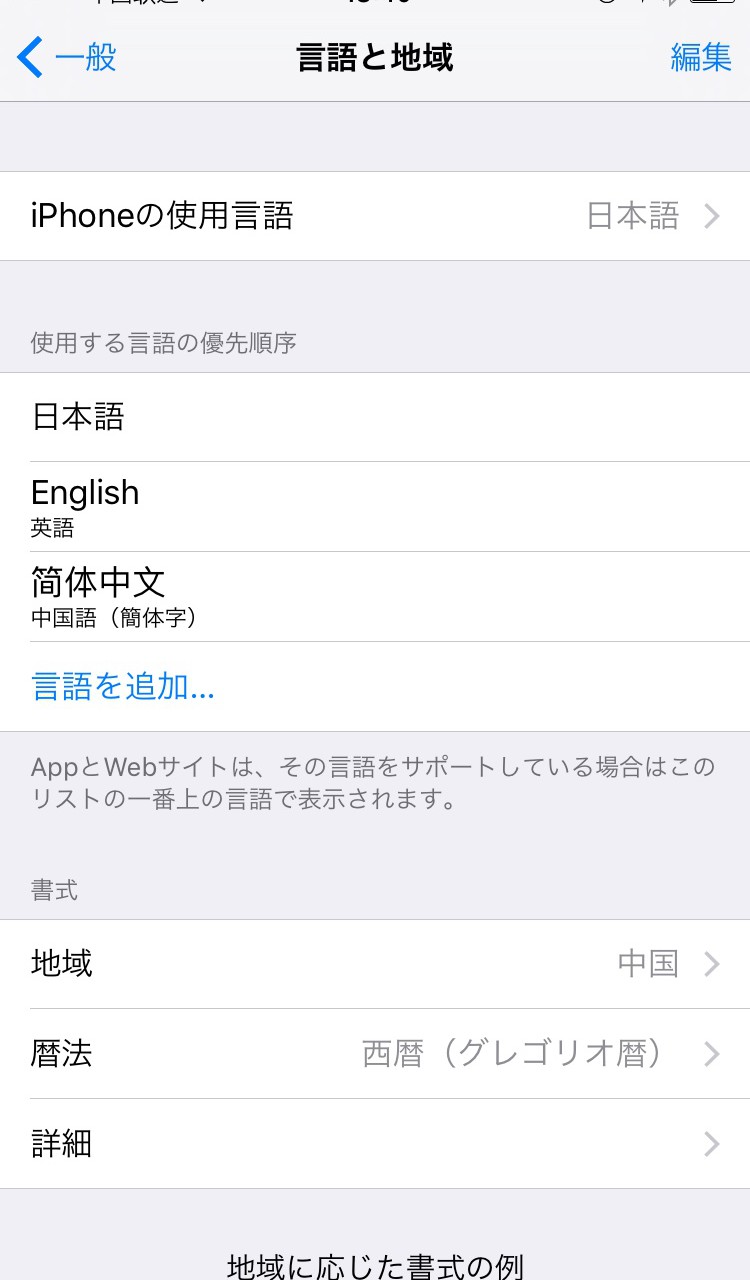 一般
言語と地域
編集
iPhoneの使用言語
日本語
使用する言語の優先順序
日本語
English
英語
简体中文
中国語（簡体字）
言語を追加...
AppとWebサイトは、その言語をサポートしている場合はこの
リストの一番上の言語で表示されます。
書式
地域
中国
暦法
西暦（グレゴリオ暦）
詳細
地域に応じた書式の例